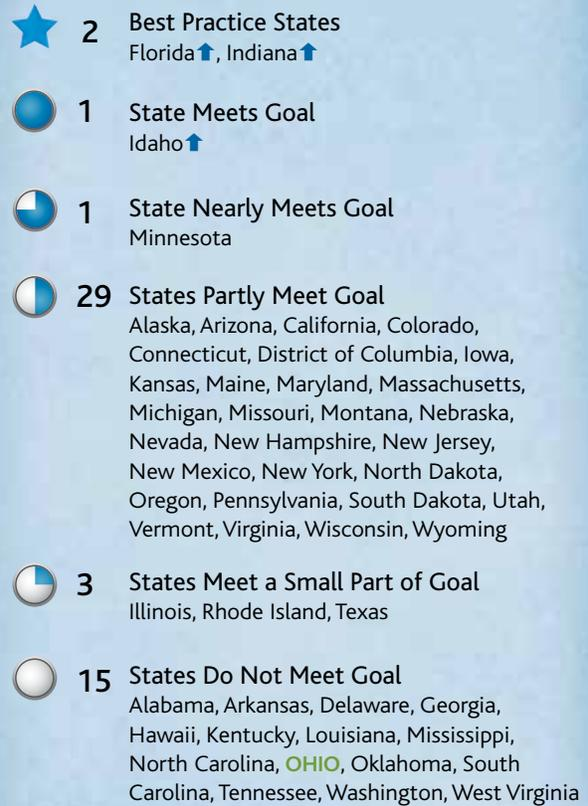 2 Best Practice States
Florida⬆, Indiana⬆
1 State Meets Goal
Idaho⬆
1 State Nearly Meets Goal
Minnesota
29 States Partly Meet Goal
Alaska, Arizona, California, Colorado,
Connecticut, District of Columbia, Iowa,
Kansas, Maine, Maryland, Massachusetts,
Michigan, Missouri, Montana, Nebraska,
Nevada, New Hampshire, New Jersey,
New Mexico, New York, North Dakota,
Oregon, Pennsylvania, South Dakota, Utah,
Vermont, Virginia, Wisconsin, Wyoming
3 States Meet a Small Part of Goal
Illinois, Rhode Island, Texas
15 States Do Not Meet Goal
Alabama, Arkansas, Delaware, Georgia,
Hawaii, Kentucky, Louisiana, Mississippi,
North Carolina, OHIO, Oklahoma, South
Carolina, Tennessee, Washington, West Virginia